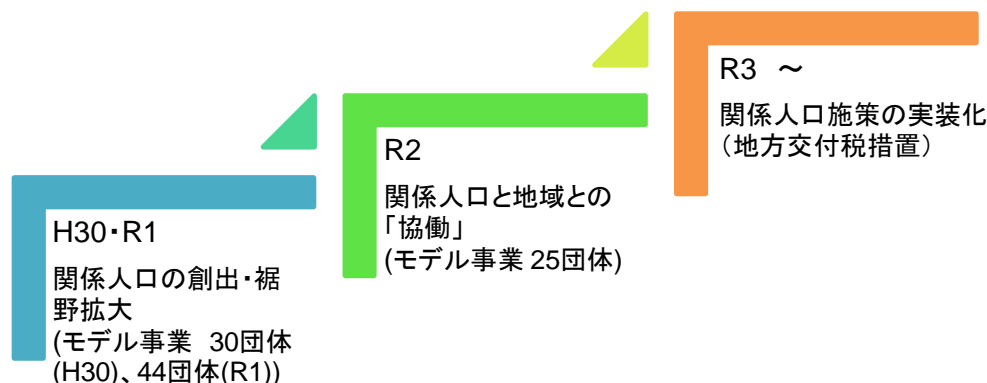 H30・R1
関係人口の創出・裾
野拡大
(モデル事業　30団体
(H30)、44団体(R1))
R2
関係人口と地域との
「協働」
(モデル事業 25団体)
R3　～
関係人口施策の実装化
（地方交付税措置）